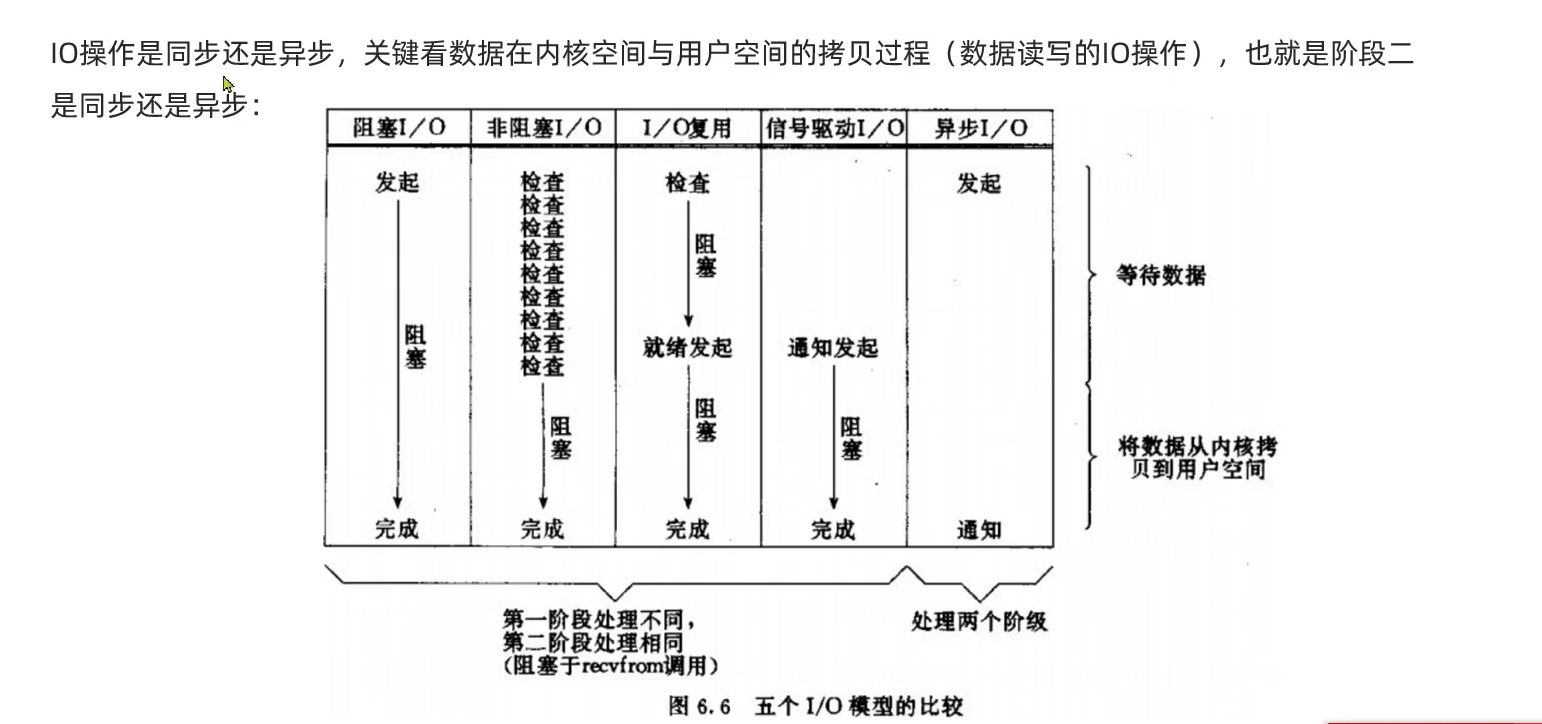 IO操作是同步还是异步，关键看数据在内核空间与用户空间的拷贝过程（数据读写的IO操作），也就是阶段二
是同步还是异步：
阻塞I/O 非阻塞I/O I/O复用 信号驱动I/O 异步I/O
发起 检查 检查 发起
检查
检查
检查
检查
检查
检查
检查
检查
阻塞
等待数据
阻塞
就绪发起 通知发起
阻塞
阻塞
阻塞
将数据从内核拷
贝到用户空间
完成 完成 完成 完成 通知
第一阶段处理不同，
第二阶段处理相同
（阻塞于recvfrom调用）
处理两个阶级
图 6.6 五个 I/O 模型的比较